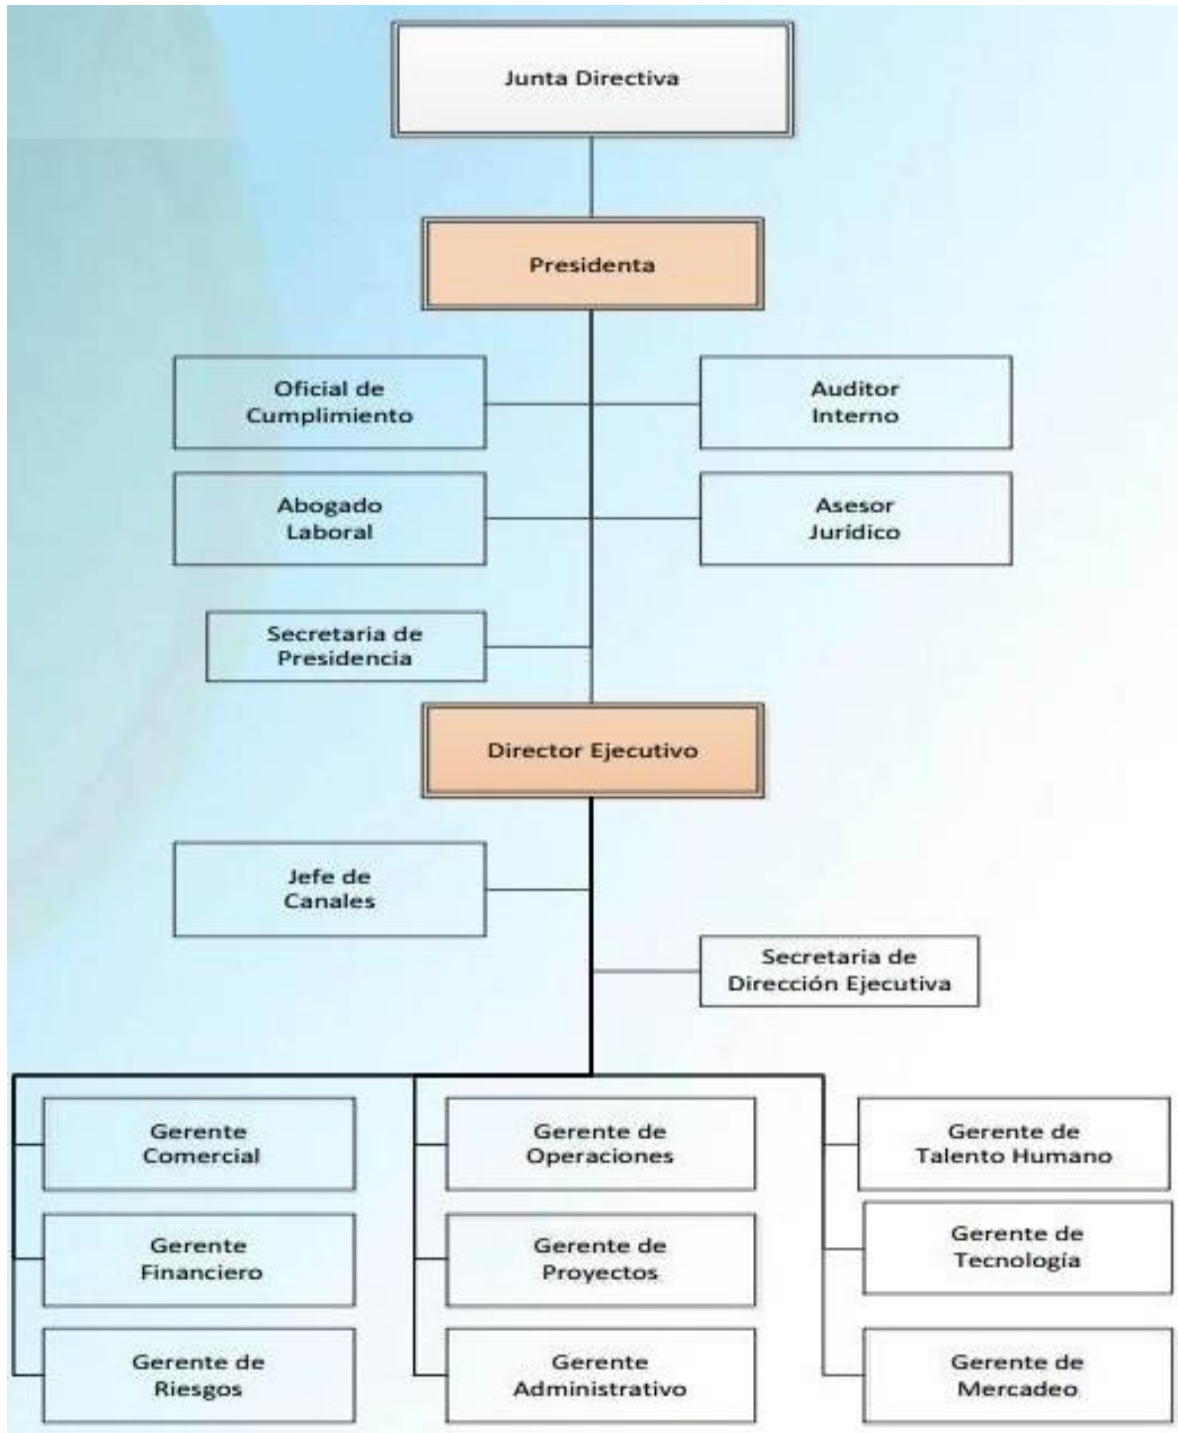 Junta Directiva
Presidenta
Oficial de
Cumplimiento
Auditor
Interno
Abogado
Laboral
Asesor
Jurídico
Secretaria de
Presidencia
Director Ejecutivo
Jefe de
Canales
Secretaria de
Dirección Ejecutiva
Gerente
Comercial
Gerente de
Operaciones
Gerente de
Talento Humano
Gerente
Financiero
Gerente de
Proyectos
Gerente de
Tecnología
Gerente de
Riesgos
Gerente
Administrativo
Gerente de
Mercadeo